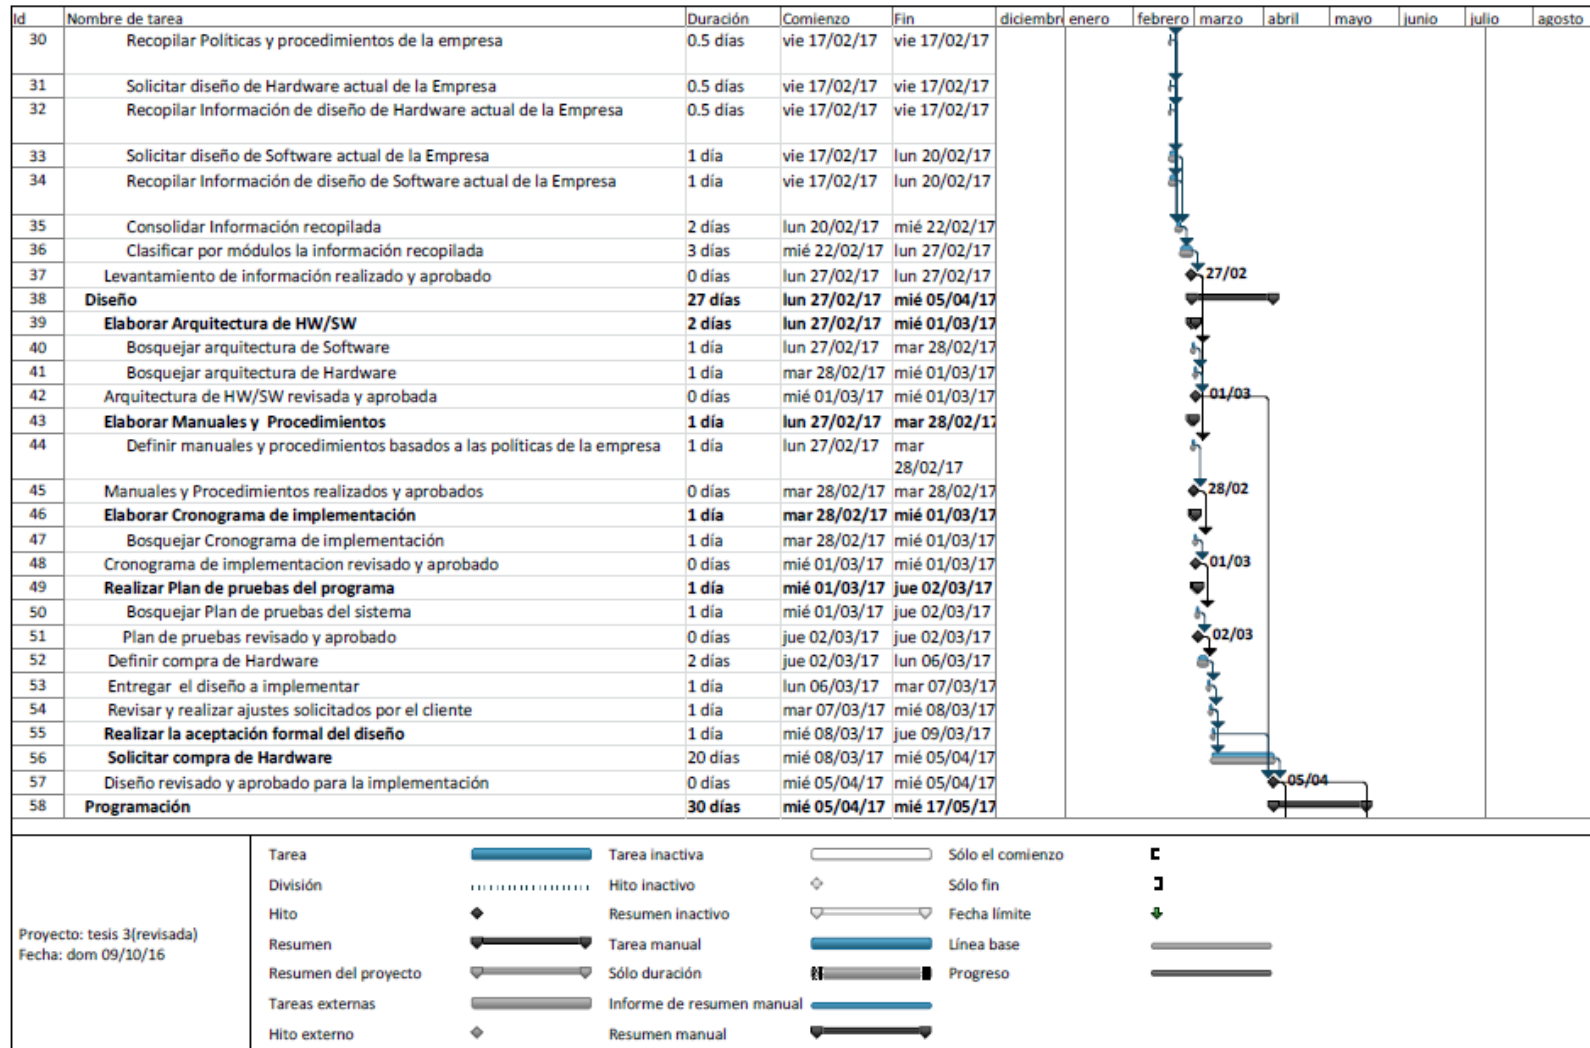 Id Nombre de tarea Duración Comienzo Fin diciembre enero febrero marzo abril mayo junio julio agosto
30 Recopilar Políticas y procedimientos de la empresa 0.5 días vie 17/02/17 vie 17/02/17
31 Solicitar diseño de Hardware actual de la Empresa 0.5 días vie 17/02/17 vie 17/02/17
32 Recopilar Información de diseño de Hardware actual de la Empresa 0.5 días vie 17/02/17 vie 17/02/17
33 Solicitar diseño de Software actual de la Empresa 1 día vie 17/02/17 lun 20/02/17
34 Recopilar Información de diseño de Software actual de la Empresa 1 día vie 17/02/17 lun 20/02/17
35 Consolidar Información recopilada 2 días lun 20/02/17 mié 22/02/17
36 Clasificar por módulos la información recopilada 3 días mié 22/02/17 lun 27/02/17
37 Levantamiento de información realizado y aprobado 0 días lun 27/02/17 lun 27/02/17 27/02
38 Diseño 27 días lun 27/02/17 mié 05/04/17
39 Elaborar Arquitectura de HW/SW 2 días lun 27/02/17 mié 01/03/17
40 Bosquejar arquitectura de Software 1 día lun 27/02/17 mar 28/02/17
41 Bosquejar arquitectura de Hardware 1 día mar 28/02/17 mié 01/03/17
42 Arquitectura de HW/SW revisada y aprobada 0 días mié 01/03/17 mié 01/03/17 01/03
43 Elaborar Manuales y Procedimientos 1 día lun 27/02/17 mar 28/02/17
44 Definir manuales y procedimientos basados a las políticas de la empresa 1 día lun 27/02/17 mar
28/02/17
45 Manuales y Procedimientos realizados y aprobados 0 días mar 28/02/17 mar 28/02/17 28/02
46 Elaborar Cronograma de implementación 1 día mar 28/02/17 mié 01/03/17
47 Bosquejar Cronograma de implementación 1 día mar 28/02/17 mié 01/03/17
48 Cronograma de implementacion revisado y aprobado 0 días mié 01/03/17 mié 01/03/17 01/03
49 Realizar Plan de pruebas del programa 1 día mié 01/03/17 jue 02/03/17
50 Bosquejar Plan de pruebas del sistema 1 día mié 01/03/17 jue 02/03/17
51 Plan de pruebas revisado y aprobado 0 días jue 02/03/17 jue 02/03/17 02/03
52 Definir compra de Hardware 2 días jue 02/03/17 lun 06/03/17
53 Entregar el diseño a implementar 1 día lun 06/03/17 mar 07/03/17
54 Revisar y realizar ajustes solicitados por el cliente 1 día mar 07/03/17 mié 08/03/17
55 Realizar la aceptación formal del diseño 1 día mié 08/03/17 jue 09/03/17
56 Solicitar compra de Hardware 20 días mié 08/03/17 mié 05/04/17
57 Diseño revisado y aprobado para la implementación 0 días mié 05/04/17 mié 05/04/17 05/04
58 Programación 30 días mié 05/04/17 mié 17/05/17
Proyecto: tesis 3(revisada)
Fecha: dom 09/10/16
Tarea Tarea inactiva Sólo el comienzo
División Hito inactivo Sólo fin
Hito Resumen inactivo Fecha límite
Resumen Tarea manual Línea base
Resumen del proyecto Sólo duración Progreso
Tareas externas Informe de resumen manual
Hito externo Resumen manual